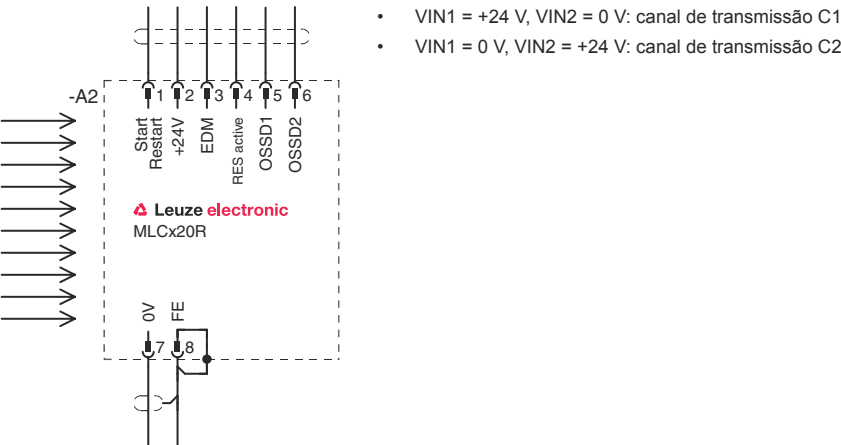 • VIN1 = +24 V, VIN2 = 0 V: canal de transmissão C1
• VIN1 = 0 V, VIN2 = +24 V: canal de transmissão C2
-A2
1 2 3 4 5 6
Start
Restart
+24V
EDM
RES active
OSSD1
OSSD2
Leuze electronic
MLCx20R
0V
FE
7 8